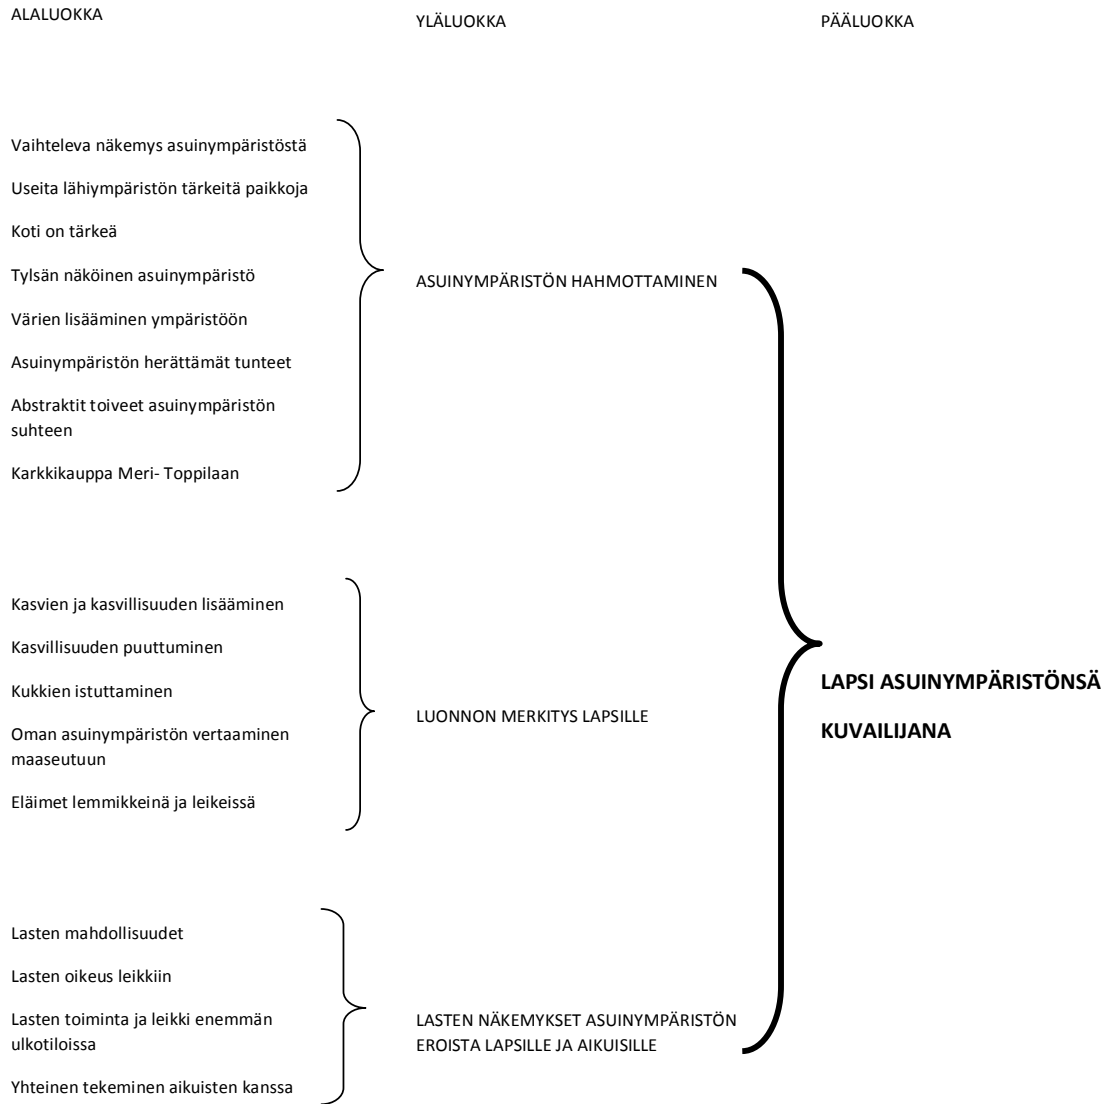 ALALUOKKA
YLÄLUOKKA
PÄÄLUOKKA
Vaihteleva näkemys asuinympäristöstä
Useita lähiympäristön tärkeitä paikkoja
Koti on tärkeä
Tylsän näköinen asuinympäristö
Värien lisääminen ympäristöön
Asuinympäristön herättämät tunteet
Abstraktit toiveet asuinympäristön
suhteen
Karkkikauppa Meri- Toppilaan
ASUINYMPÄRISTÖN HAHMOTTAMINEN
Kasvien ja kasvillisuuden lisääminen
Kasvillisuuden puuttuminen
Kukkien istuttaminen
Oman asuinympäristön vertaaminen
maaseutuun
Eläimet lemmikkeinä ja leikeissä
LUONNON MERKITYS LAPSILLE
Lasten mahdollisuudet
Lasten oikeus leikkiin
Lasten toiminta ja leikki enemmän
ulkotiloissa
Yhteinen tekeminen aikuisten kanssa
LASTEN NÄKEMYKSET ASUINYMPÄRISTÖN
EROISTA LAPSILLE JA AIKUISILLE
LAPSI ASUINYMPÄRISTÖNSÄ
KUVAILIJANA